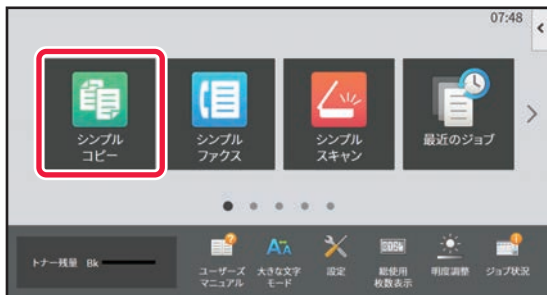 07:48
シンプル
コピー
シンプル
ファクス
シンプル
スキャン
最近のジョブ
トナー残量 Bk
ユーザーズ
マニュアル
大きな文字
モード
設定
総使用
枚数表示
明度調整
ジョブ状況